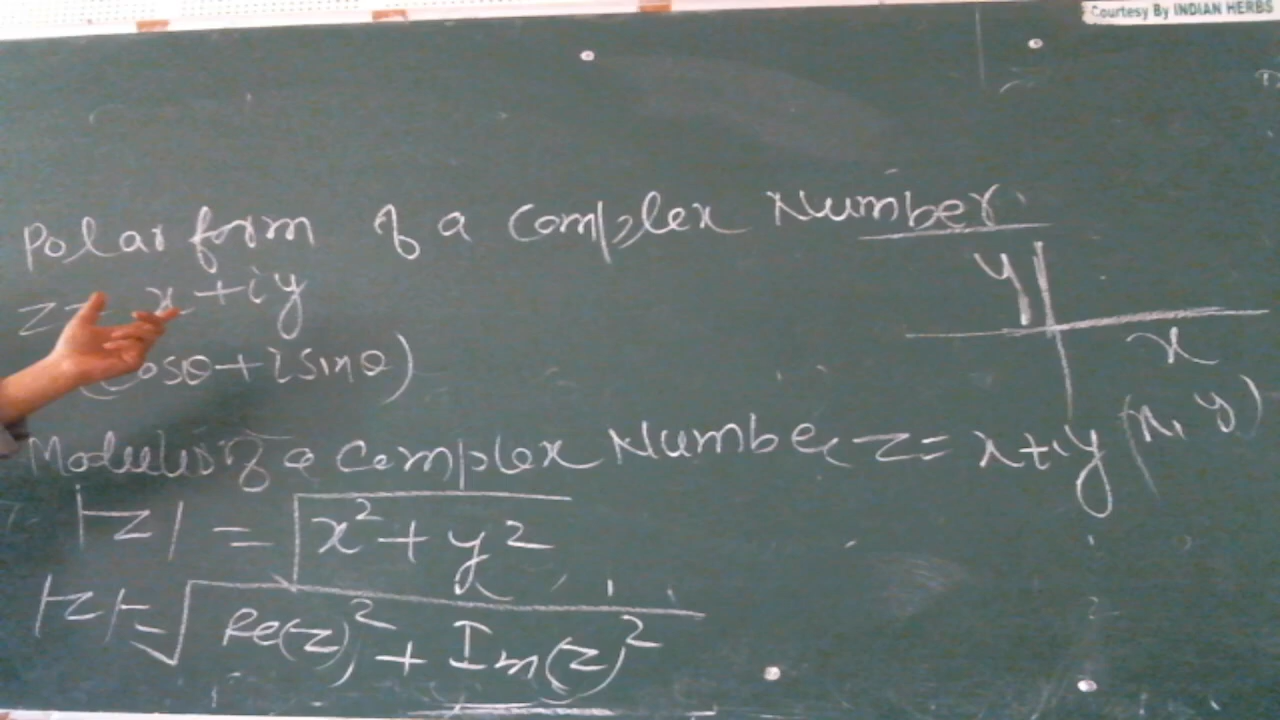 Courtesy By INDIAN HERBS
Polar form of a Complex Number.
z= x+iy
y
x
(cosθ+isinθ)
Modulus of a Complex Number z= x+iy (x, y)
|z| = √x²+y²
|z|=√Re(z)²+Im(z)²